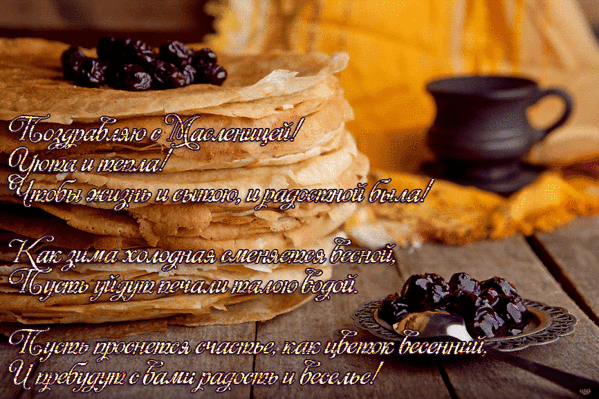 Поздравляю с Масленицей!
Уюта и тепла!
Чтобы жизнь и сытою, и радостной была!
Как зима холодная сменяется весной,
Пусть уйдут печали талою водой.
Пусть проснется счастье, как цветок весенний,
И пребудут с вами радость и веселье!